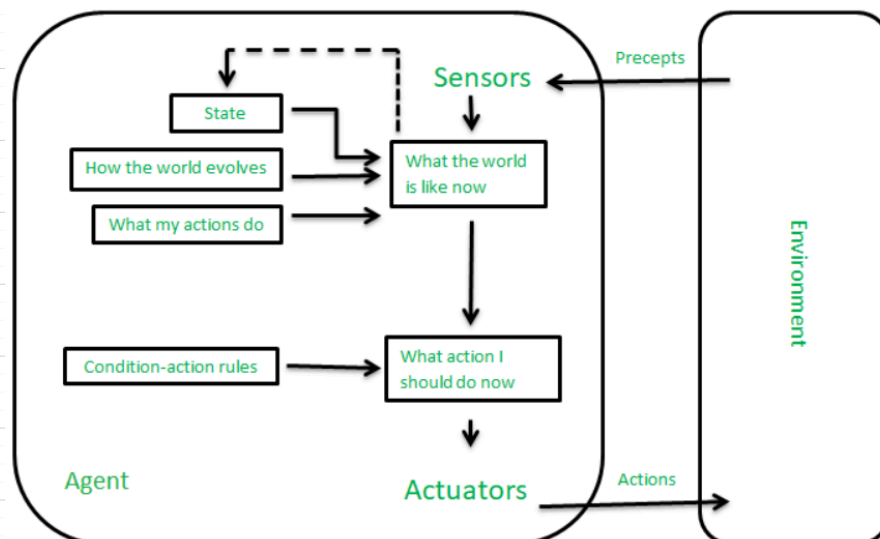 Precepts
Sensors
State
How the world evolves
What the world
is like now
What my actions do
Environment
Condition-action rules
What action I
should do now
Agent
Actuators
Actions